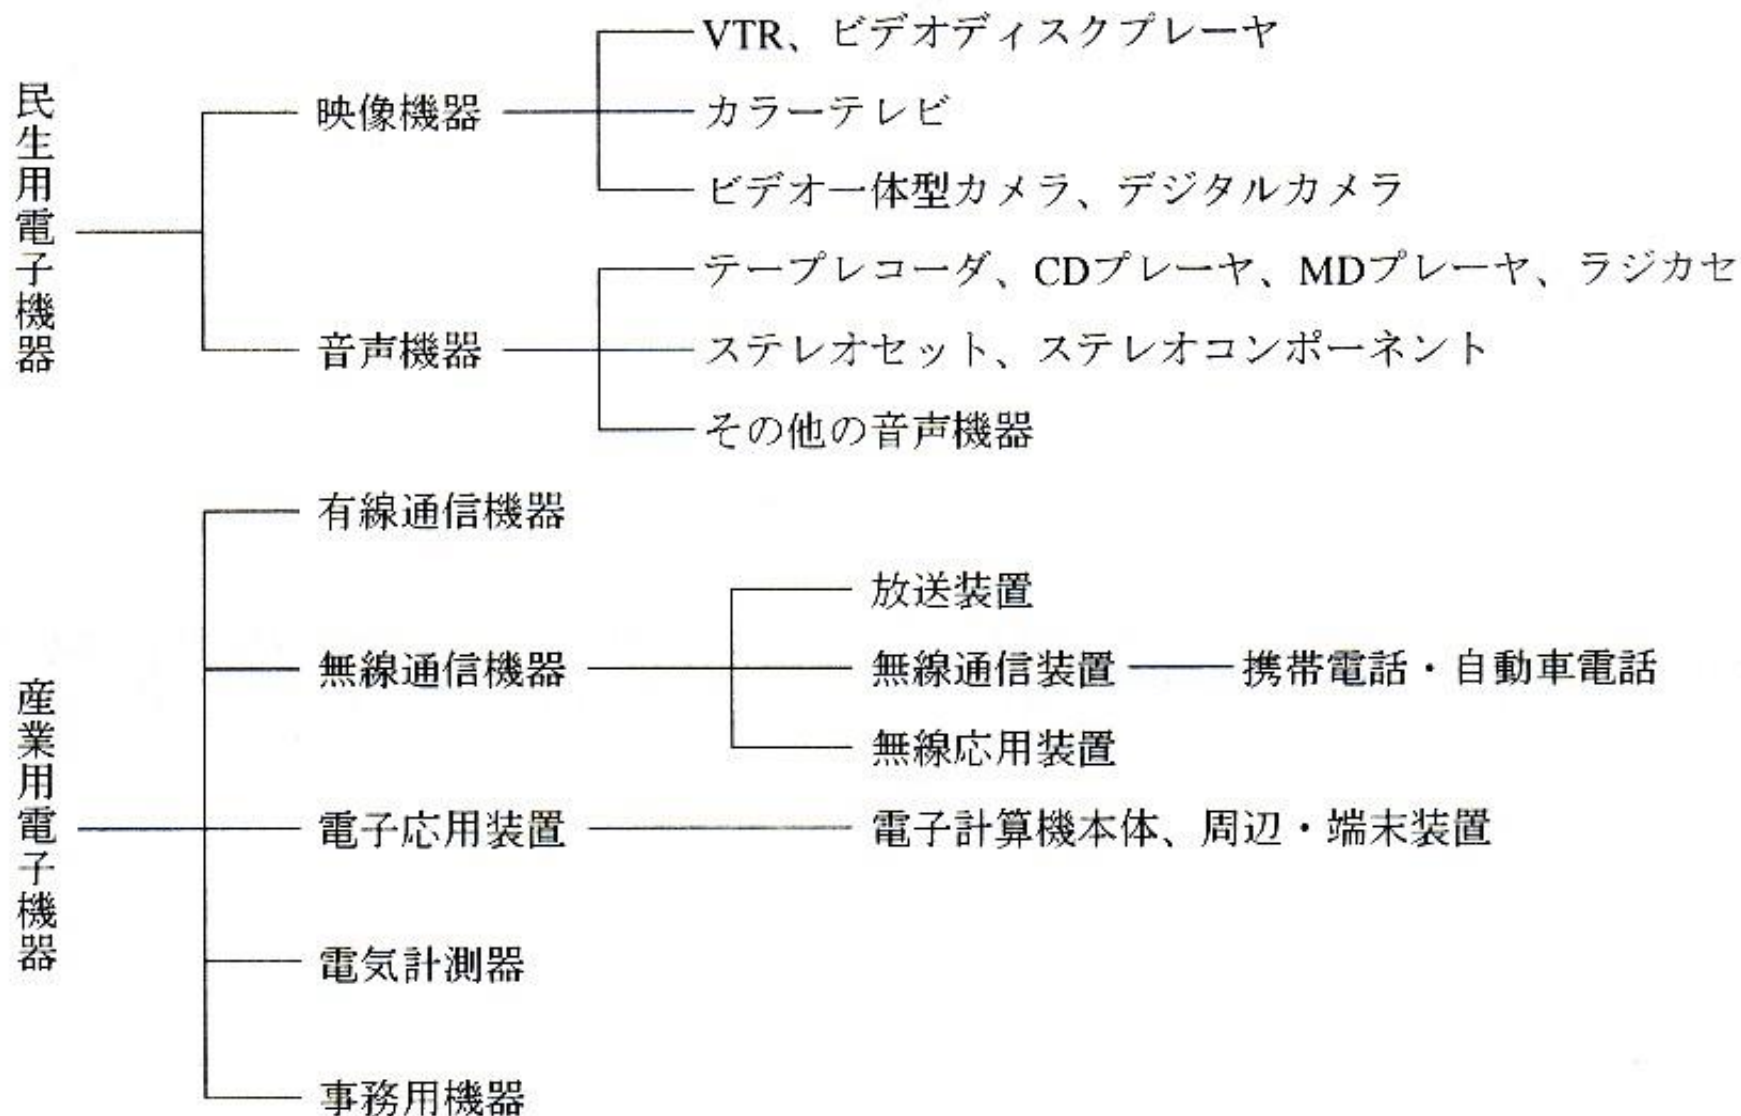 民生用電子機器
映像機器
VTR、ビデオディスクプレーヤ
カラーテレビ
ビデオ一体型カメラ、デジタルカメラ
音声機器
テープレコーダ、CDプレーヤ、MDプレーヤ、ラジカセ
ステレオセット、ステレオコンポーネント
その他の音声機器
産業用電子機器
有線通信機器
無線通信機器
放送装置
無線通信装置
携帯電話・自動車電話
無線応用装置
電子応用装置
電子計算機本体、周辺・端末装置
電気計測器
事務用機器